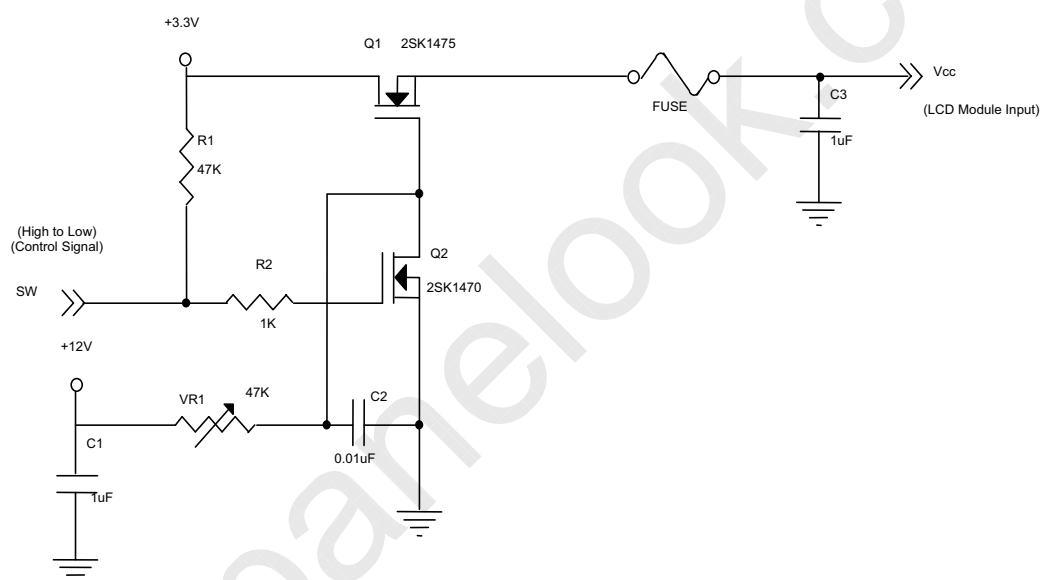 +3.3V
Q1 2SK1475
Vcc
FUSE
C3
(LCD Module Input)
1uF
R1
47K
(High to Low)
(Control Signal)
R2
Q2
SW
2SK1470
1K
+12V
VR1
47K
C2
C1
0.01uF
1uF
panelook.c